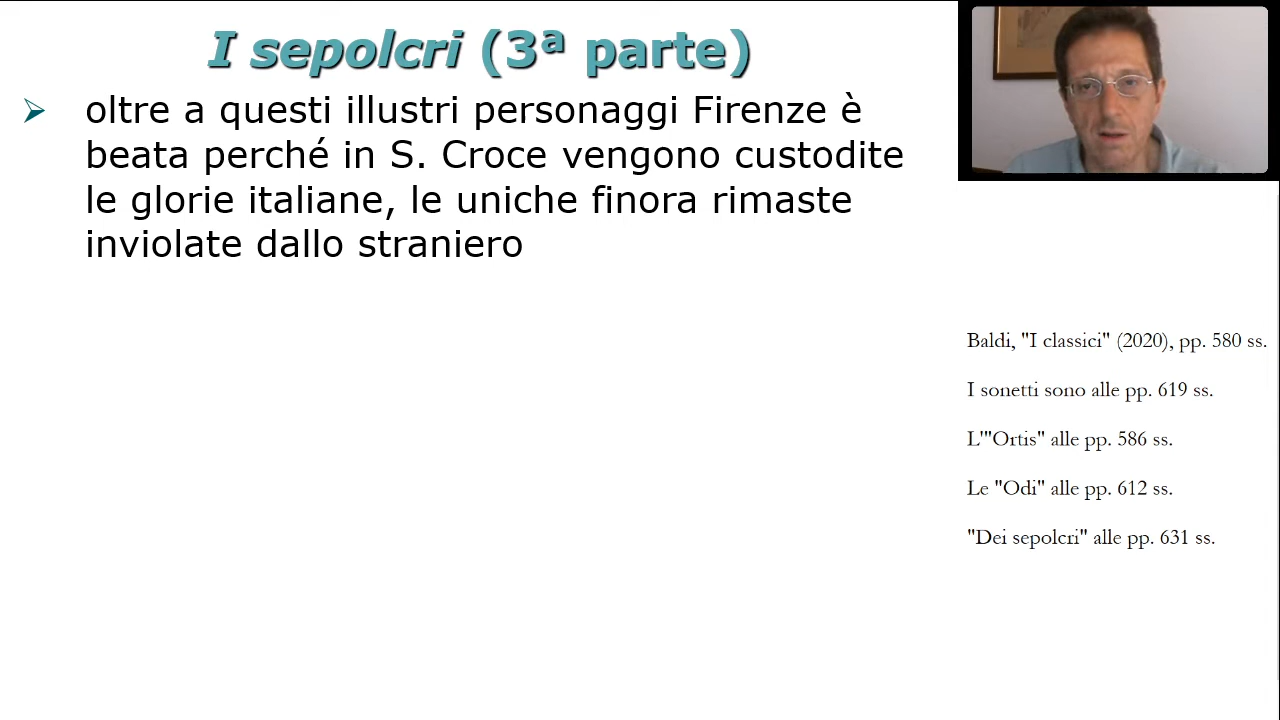 I sepolcri (3ª parte)
oltre a questi illustri personaggi Firenze è
beata perché in S. Croce vengono custodite
le glorie italiane, le uniche finora rimaste
inviolate dallo straniero
Baldi, "I classici" (2020), pp. 580 ss.
I sonetti sono alle pp. 619 ss.
L'"Ortis" alle pp. 586 ss.
Le "Odi" alle pp. 612 ss.
"Dei sepolcri" alle pp. 631 ss.